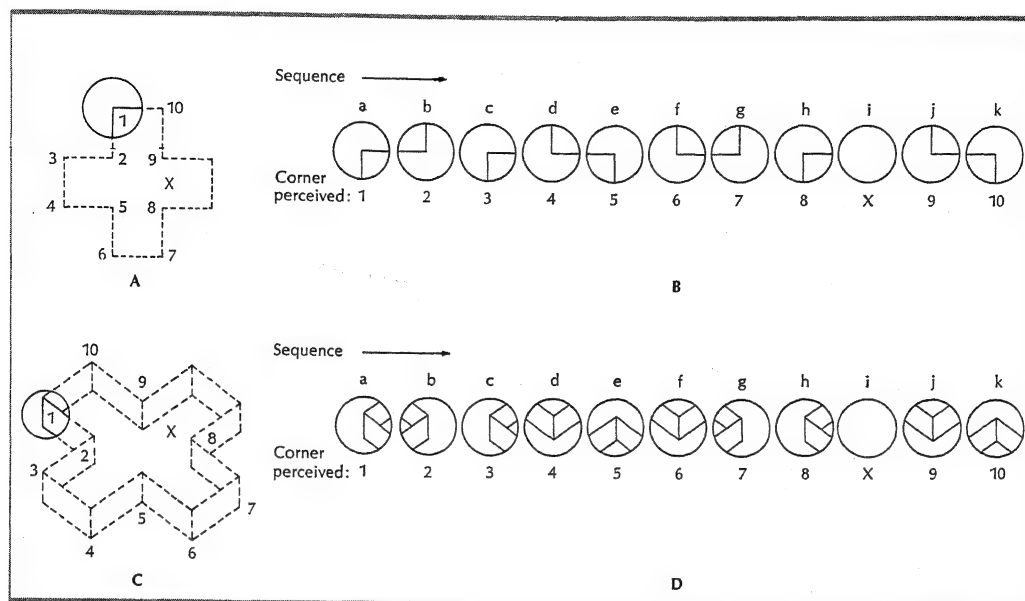 Sequence
a b c d e f g h i j k
1 10
3 2 9
X
4 5 8
6 7
Corner
perceived: 1 2 3 4 5 6 7 8 X 9 10
A
B
Sequence
10
9
a b c d e f g h i j k
1
X
8
2
3
Corner
perceived: 1 2 3 4 5 6 7 8 X 9 10
7
5
4 6
C
D